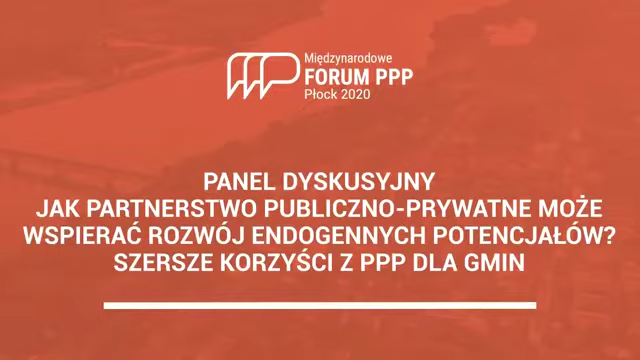 Międzynarodowe
FORUM PPP
Płock 2020
PANEL DYSKUSYJNY
JAK PARTNERSTWO PUBLICZNO-PRYWATNE MOŻE
WSPIERAĆ ROZWÓJ ENDOGENNYCH POTENCJAŁÓW?
SZERSZE KORZYŚCI Z PPP DLA GMIN